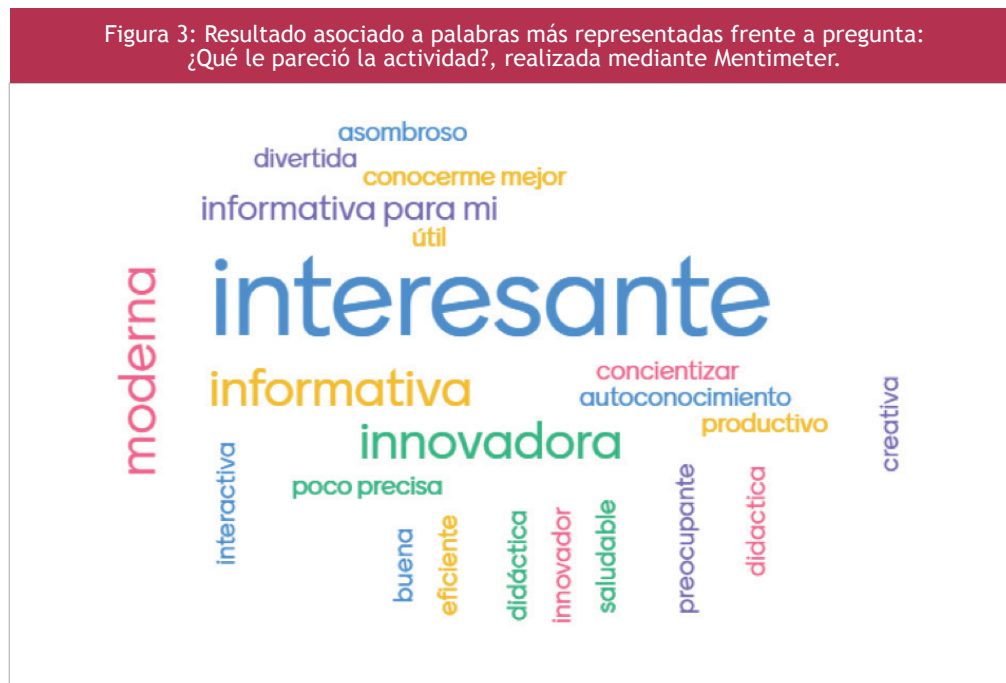 Figura 3: Resultado asociado a palabras más representadas frente a pregunta:
¿Qué le pareció la actividad?, realizada mediante Mentimeter.
asombroso
divertida
conocerme mejor
informativa para mi
útil
interesante
moderna
informativa
concientizar
autoconocimiento
productivo
creativa
innovadora
interactiva
poco precisa
buena
eficiente
didáctica
innovador
saludable
preocupante
didactica